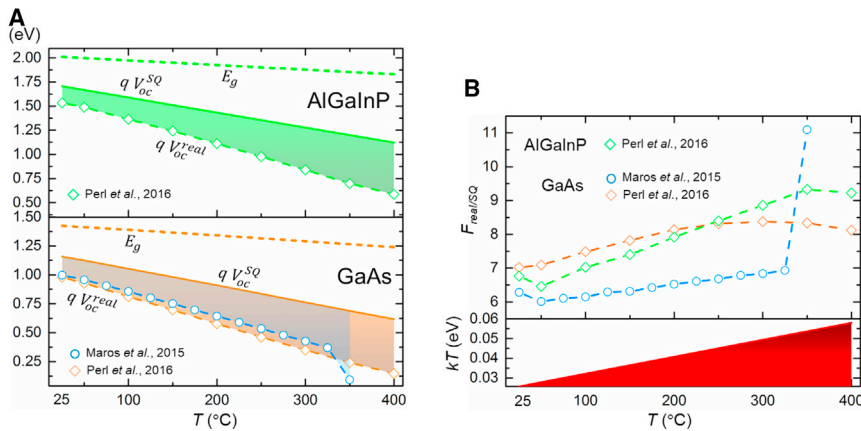 A
(eV)
2.00
1.75
1.50
1.25
1.00
0.75
0.50
E_g
q V_oc^SQ
AlGaInP
q V_oc^real
Perl et al., 2016
1.50
1.25
1.00
0.75
0.50
0.25
E_g
q V_oc^SQ
GaAs
q V_oc^real
Maros et al., 2015
Perl et al., 2016
25 100 200 300 400
T (°C)
B
F_real/SQ
11
10
9
8
7
6
AlGaInP Perl et al., 2016
GaAs Maros et al., 2015
Perl et al., 2016
kT (eV)
0.06
0.05
0.04
0.03
25 100 200 300 400
T (°C)